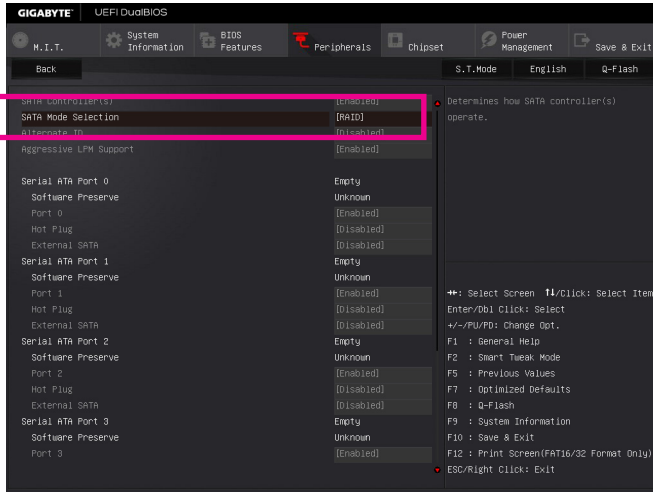 GIGABYTE™ UEFI DualBIOS
M.I.T. System Information BIOS Features Peripherals Chipset Power Management Save & Exit
Back S.T.Mode English Q-Flash
SATA Controller(s) [Enabled] Determines how SATA controller(s)
SATA Mode Selection [RAID] operate.
Alternate ID [Disabled]
Aggressive LPM Support [Enabled]
Serial ATA Port 0 Empty
Software Preserve Unknown
Port 0 [Enabled]
Hot Plug [Disabled]
External SATA [Disabled]
Serial ATA Port 1 Empty
Software Preserve Unknown
Port 1 [Enabled] →←: Select Screen ↑↓/Click: Select Item
Hot Plug [Disabled] Enter/Dbl Click: Select
External SATA [Disabled] +/-/PU/PD: Change Opt.
Serial ATA Port 2 Empty F1 : General Help
Software Preserve Unknown F2 : Smart Tweak Mode
Port 2 [Enabled] F5 : Previous Values
Hot Plug [Disabled] F7 : Optimized Defaults
External SATA [Disabled] F8 : Q-Flash
Serial ATA Port 3 Empty F9 : System Information
Software Preserve Unknown F10 : Save & Exit
Port 3 [Enabled] F12 : Print Screen(FAT16/32 Format Only)
ESC/Right Click: Exit